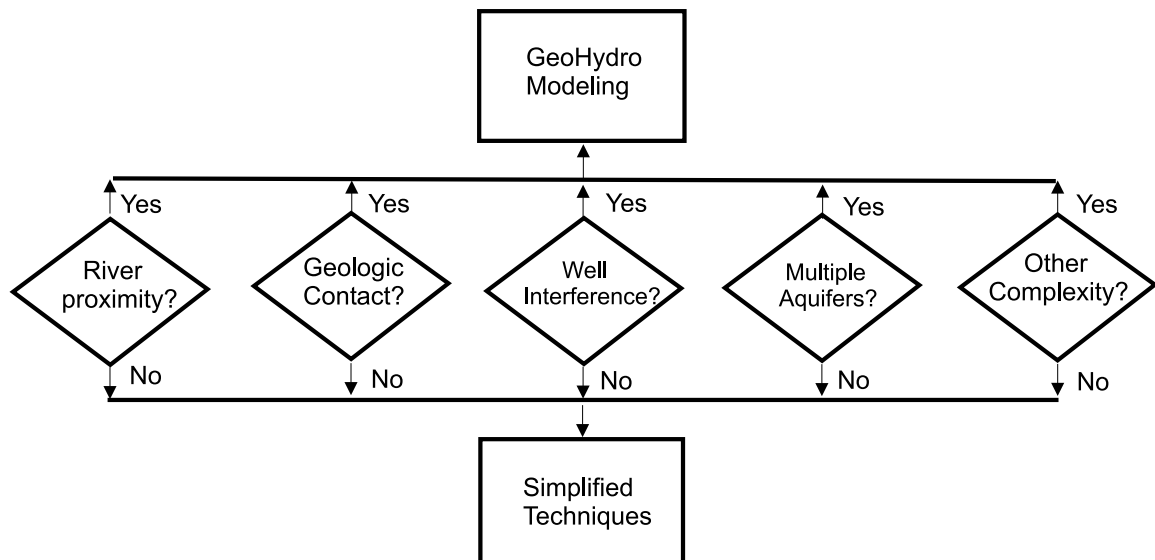 GeoHydro
Modeling
Yes
Yes
Yes
Yes
Yes
River
proximity?
Geologic
Contact?
Well
Interference?
Multiple
Aquifers?
Other
Complexity?
No
No
No
No
No
Simplified
Techniques